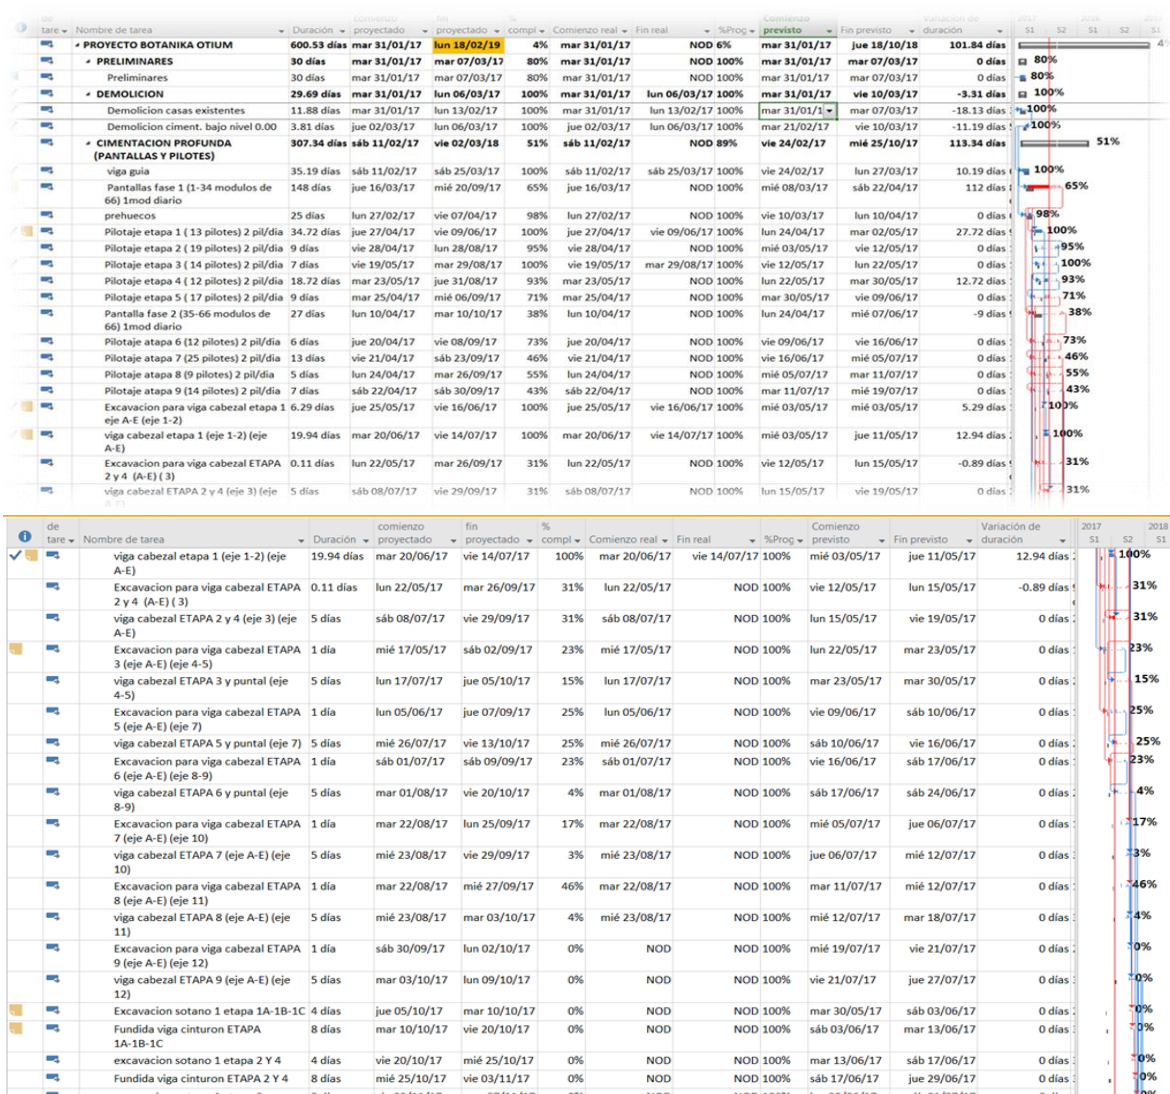 de comienzo fin % Comienzo Variación de 2017 2018
tare Nombre de tarea Duración proyectado proyectado compl Comienzo real Fin real %Prog previsto Fin previsto duración S1 S2 S1 S2
PROYECTO BOTANIKA OTIUM 600.53 días mar 31/01/17 lun 18/02/19 4% mar 31/01/17 NOD 6% mar 31/01/17 jue 18/10/18 101.84 días
PRELIMINARES 30 días mar 31/01/17 mar 07/03/17 80% mar 31/01/17 NOD 100% mar 31/01/17 mar 07/03/17 0 días 80%
Preliminares 30 días mar 31/01/17 mar 07/03/17 80% mar 31/01/17 NOD 100% mar 31/01/17 mar 07/03/17 0 días 80%
DEMOLICION 29.69 días mar 31/01/17 lun 06/03/17 100% mar 31/01/17 lun 06/03/17 100% mar 31/01/17 vie 10/03/17 -3.31 días 100%
Demolicion casas existentes 11.88 días mar 31/01/17 lun 13/02/17 100% mar 31/01/17 lun 13/02/17 100% mar 31/01/1 mar 07/03/17 -18.13 días 100%
Demolicion ciment. bajo nivel 0.00 3.81 días jue 02/03/17 lun 06/03/17 100% jue 02/03/17 lun 06/03/17 100% mar 21/02/17 vie 10/03/17 -11.19 días 100%
CIMENTACION PROFUNDA 307.34 días sáb 11/02/17 vie 02/03/18 51% sáb 11/02/17 NOD 89% vie 24/02/17 mié 25/10/17 113.34 días 51%
(PANTALLAS Y PILOTES)
viga guia 35.19 días sáb 11/02/17 sáb 25/03/17 100% sáb 11/02/17 sáb 25/03/17 100% vie 24/02/17 lun 27/03/17 10.19 días 100%
Pantallas fase 1 (1-34 modulos de 148 días jue 16/03/17 mié 20/09/17 65% jue 16/03/17 NOD 100% mié 08/03/17 sáb 22/04/17 112 días 65%
66) 1mod diario
prehuecos 25 días lun 27/02/17 vie 07/04/17 98% lun 27/02/17 NOD 100% vie 10/03/17 lun 10/04/17 0 días 98%
Pilotaje etapa 1 ( 13 pilotes) 2 pil/dia 34.72 días jue 27/04/17 vie 09/06/17 100% jue 27/04/17 vie 09/06/17 100% lun 24/04/17 mar 02/05/17 27.72 días 100%
Pilotaje etapa 2 ( 19 pilotes) 2 pil/dia 9 días vie 28/04/17 lun 28/08/17 95% vie 28/04/17 NOD 100% mié 03/05/17 vie 12/05/17 0 días 95%
Pilotaje etapa 3 ( 14 pilotes) 2 pil/dia 7 días vie 19/05/17 mar 29/08/17 100% vie 19/05/17 mar 29/08/17 100% vie 12/05/17 lun 22/05/17 0 días 100%
Pilotaje etapa 4 ( 12 pilotes) 2 pil/dia 18.72 días mar 23/05/17 jue 31/08/17 93% mar 23/05/17 NOD 100% lun 22/05/17 mar 30/05/17 12.72 días 93%
Pilotaje etapa 5 ( 17 pilotes) 2 pil/dia 9 días mar 25/04/17 mié 06/09/17 71% mar 25/04/17 NOD 100% mar 30/05/17 vie 09/06/17 0 días 71%
Pantalla fase 2 (35-66 modulos de 27 días lun 10/04/17 mar 10/10/17 38% lun 10/04/17 NOD 100% lun 24/04/17 mié 07/06/17 -9 días 38%
66) 1mod diario
Pilotaje atapa 6 (12 pilotes) 2 pil/dia 6 días jue 20/04/17 vie 08/09/17 73% jue 20/04/17 NOD 100% vie 09/06/17 vie 16/06/17 0 días 73%
Pilotaje atapa 7 (25 pilotes) 2 pil/dia 13 días vie 21/04/17 sáb 23/09/17 46% vie 21/04/17 NOD 100% vie 16/06/17 mié 05/07/17 0 días 46%
Pilotaje atapa 8 (9 pilotes) 2 pil/dia 5 días lun 24/04/17 mar 26/09/17 55% lun 24/04/17 NOD 100% mié 05/07/17 mar 11/07/17 0 días 55%
Pilotaje atapa 9 (14 pilotes) 2 pil/dia 7 días sáb 22/04/17 sáb 30/09/17 43% sáb 22/04/17 NOD 100% mar 11/07/17 mié 19/07/17 0 días 43%
Excavacion para viga cabezal etapa 1 6.29 días jue 25/05/17 vie 16/06/17 100% jue 25/05/17 vie 16/06/17 100% mié 03/05/17 mié 03/05/17 5.29 días 100%
eje A-E (eje 1-2)
viga cabezal etapa 1 (eje 1-2) (eje 19.94 días mar 20/06/17 vie 14/07/17 100% mar 20/06/17 vie 14/07/17 100% mié 03/05/17 jue 11/05/17 12.94 días 100%
A-E)
Excavacion para viga cabezal ETAPA 0.11 días lun 22/05/17 mar 26/09/17 31% lun 22/05/17 NOD 100% vie 12/05/17 lun 15/05/17 -0.89 días 31%
2 y 4 (A-E) ( 3)
viga cabezal ETAPA 2 y 4 (eje 3) (eje 5 días sáb 08/07/17 vie 29/09/17 31% sáb 08/07/17 NOD 100% lun 15/05/17 vie 19/05/17 0 días 31%
de comienzo fin % Comienzo Variación de 2017 2018
tare Nombre de tarea Duración proyectado proyectado compl Comienzo real Fin real %Prog previsto Fin previsto duración S1 S2 S1
viga cabezal etapa 1 (eje 1-2) (eje 19.94 días mar 20/06/17 vie 14/07/17 100% mar 20/06/17 vie 14/07/17 100% mié 03/05/17 jue 11/05/17 12.94 días 100%
A-E)
Excavacion para viga cabezal ETAPA 0.11 días lun 22/05/17 mar 26/09/17 31% lun 22/05/17 NOD 100% vie 12/05/17 lun 15/05/17 -0.89 días 31%
2 y 4 (A-E) ( 3)
viga cabezal ETAPA 2 y 4 (eje 3) (eje 5 días sáb 08/07/17 vie 29/09/17 31% sáb 08/07/17 NOD 100% lun 15/05/17 vie 19/05/17 0 días 31%
A-E)
Excavacion para viga cabezal ETAPA 1 día mié 17/05/17 sáb 02/09/17 23% mié 17/05/17 NOD 100% lun 22/05/17 mar 23/05/17 0 días 23%
3 (eje A-E) (eje 4-5)
viga cabezal ETAPA 3 y puntal (eje 5 días lun 17/07/17 jue 05/10/17 15% lun 17/07/17 NOD 100% mar 23/05/17 mar 30/05/17 0 días 15%
4-5)
Excavacion para viga cabezal ETAPA 1 día lun 05/06/17 jue 07/09/17 25% lun 05/06/17 NOD 100% vie 09/06/17 sáb 10/06/17 0 días 25%
5 (eje A-E) (eje 7)
viga cabezal ETAPA 5 y puntal (eje 7) 5 días mié 26/07/17 vie 13/10/17 25% mié 26/07/17 NOD 100% sáb 10/06/17 vie 16/06/17 0 días 25%
Excavacion para viga cabezal ETAPA 1 día sáb 01/07/17 sáb 09/09/17 23% sáb 01/07/17 NOD 100% vie 16/06/17 sáb 17/06/17 0 días 23%
6 (eje A-E) (eje 8-9)
viga cabezal ETAPA 6 y puntal (eje 5 días mar 01/08/17 vie 20/10/17 4% mar 01/08/17 NOD 100% sáb 17/06/17 sáb 24/06/17 0 días 4%
8-9)
Excavacion para viga cabezal ETAPA 1 día mar 22/08/17 lun 25/09/17 17% mar 22/08/17 NOD 100% mié 05/07/17 jue 06/07/17 0 días 17%
7 (eje A-E) (eje 10)
viga cabezal ETAPA 7 (eje A-E) (eje 5 días mié 23/08/17 vie 29/09/17 3% mié 23/08/17 NOD 100% jue 06/07/17 mié 12/07/17 0 días 3%
10)
Excavacion para viga cabezal ETAPA 1 día mar 22/08/17 mié 27/09/17 46% mar 22/08/17 NOD 100% mar 11/07/17 mié 12/07/17 0 días 46%
8 (eje A-E) (eje 11)
viga cabezal ETAPA 8 (eje A-E) (eje 5 días mié 23/08/17 mar 03/10/17 4% mié 23/08/17 NOD 100% mié 12/07/17 mar 18/07/17 0 días 4%
11)
Excavacion para viga cabezal ETAPA 1 día sáb 30/09/17 lun 02/10/17 0% NOD NOD 100% mié 19/07/17 vie 21/07/17 0 días 0%
9 (eje A-E) (eje 12)
viga cabezal ETAPA 9 (eje A-E) (eje 5 días mar 03/10/17 lun 09/10/17 0% NOD NOD 100% vie 21/07/17 jue 27/07/17 0 días 0%
12)
Excavacion sotano 1 etapa 1A-1B-1C 4 días jue 05/10/17 mar 10/10/17 0% NOD NOD 100% mar 30/05/17 sáb 03/06/17 0 días 0%
Fundida viga cinturon ETAPA 8 días mar 10/10/17 vie 20/10/17 0% NOD NOD 100% sáb 03/06/17 mar 13/06/17 0 días 0%
1A-1B-1C
excavacion sotano 1 etapa 2 Y 4 4 días vie 20/10/17 mié 25/10/17 0% NOD NOD 100% mar 13/06/17 sáb 17/06/17 0 días 0%
Fundida viga cinturon ETAPA 2 Y 4 8 días mié 25/10/17 vie 03/11/17 0% NOD NOD 100% sáb 17/06/17 jue 29/06/17 0 días 0%